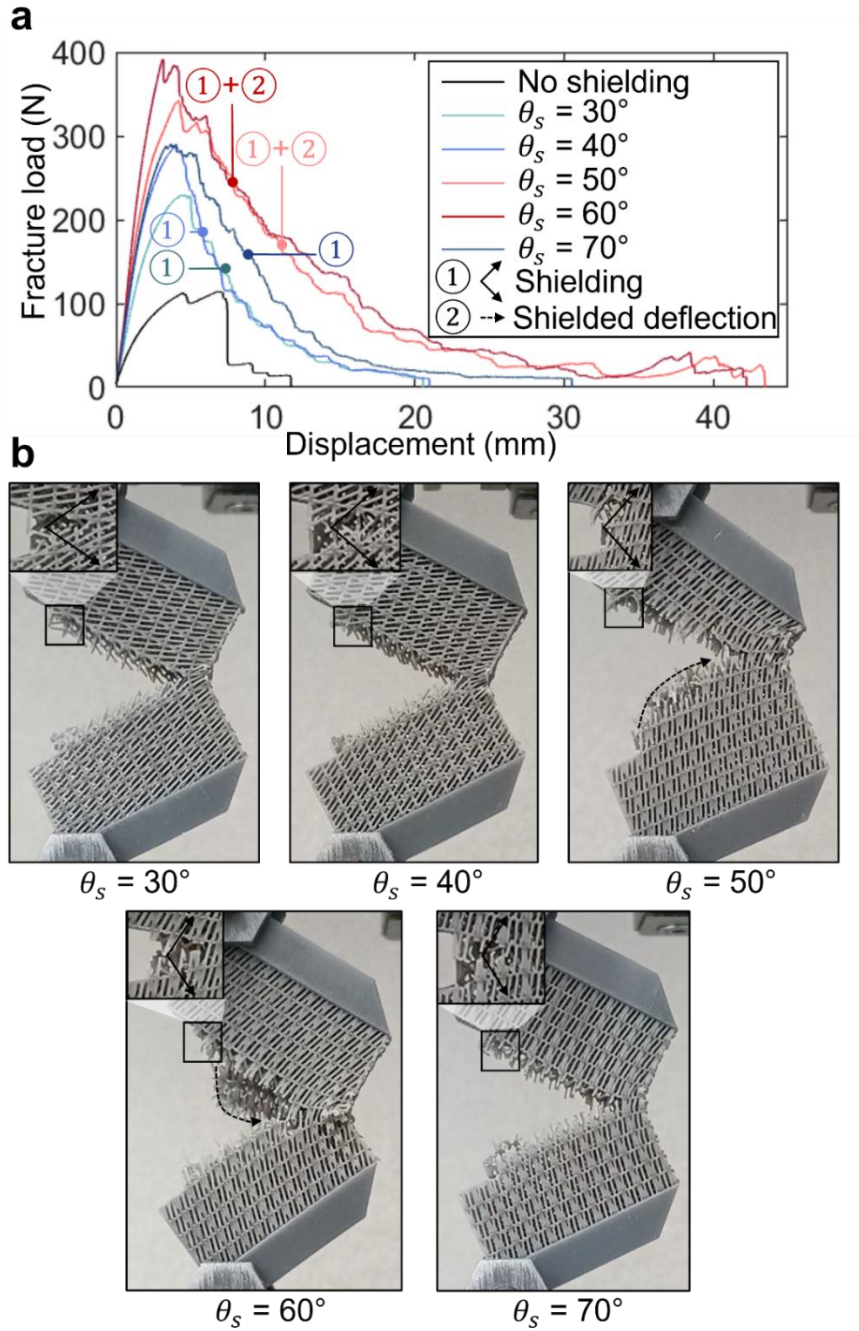 a
Fracture load (N)
400
300
200
100
0
0 10 20 30 40
Displacement (mm)
① + ②
① + ②
①
①
①
No shielding
θₛ = 30°
θₛ = 40°
θₛ = 50°
θₛ = 60°
θₛ = 70°
① Shielding
② Shielded deflection
b
θₛ = 30° θₛ = 40° θₛ = 50°
θₛ = 60° θₛ = 70°